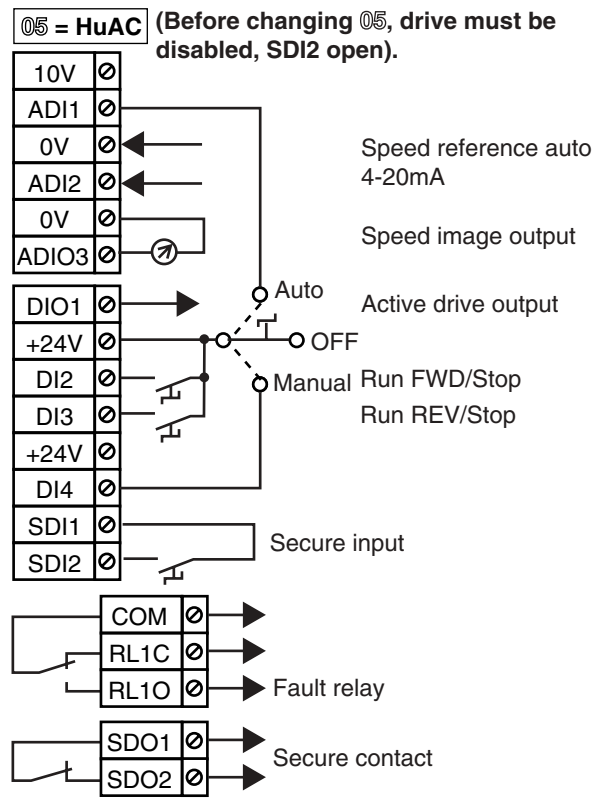 05 = HuAC (Before changing 05, drive must be
disabled, SDI2 open).
10V
ADI1
0V Speed reference auto
ADI2 4-20mA
0V
ADIO3 Speed image output
Auto
DIO1 Active drive output
+24V OFF
DI2 Manual Run FWD/Stop
DI3 Run REV/Stop
+24V
DI4
SDI1
Secure input
SDI2
COM
RL1C
RL1O Fault relay
SDO1
Secure contact
SDO2